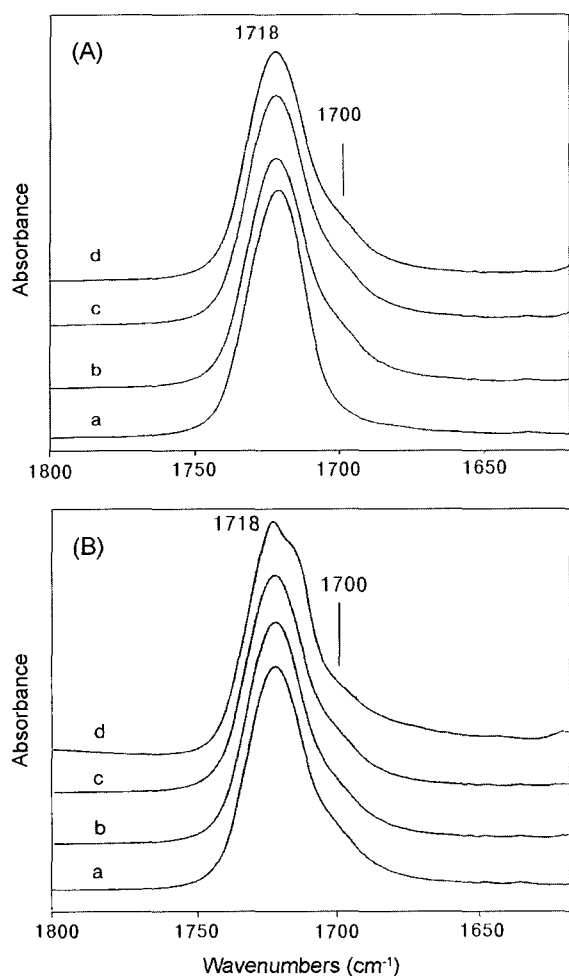 (A)
1718
1700
Absorbance
d
c
b
a
1800
1750
1700
1650
(B)
1718
1700
Absorbance
d
c
b
a
1800
1750
1700
1650
Wavenumbers (cm⁻¹)